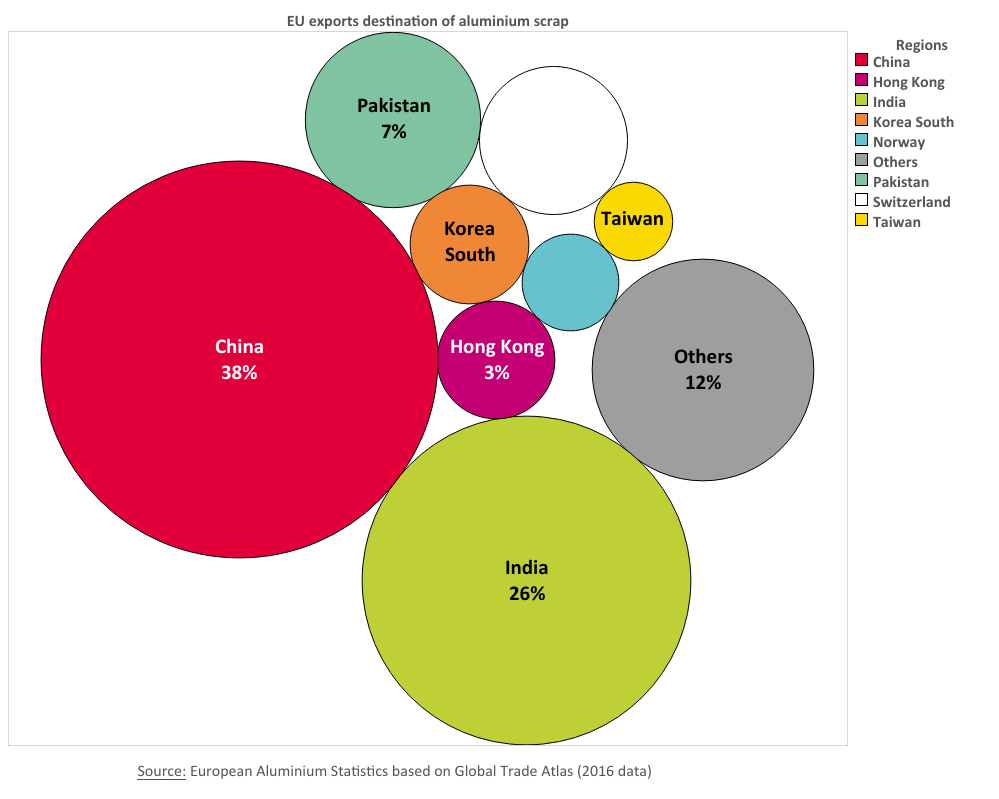 EU exports destination of aluminium scrap
Regions
China
Hong Kong
India
Korea South
Norway
Others
Pakistan
Switzerland
Taiwan
Pakistan
7%
Taiwan
Korea
South
China
38%
Hong Kong
3%
Others
12%
India
26%
Source: European Aluminium Statistics based on Global Trade Atlas (2016 data)